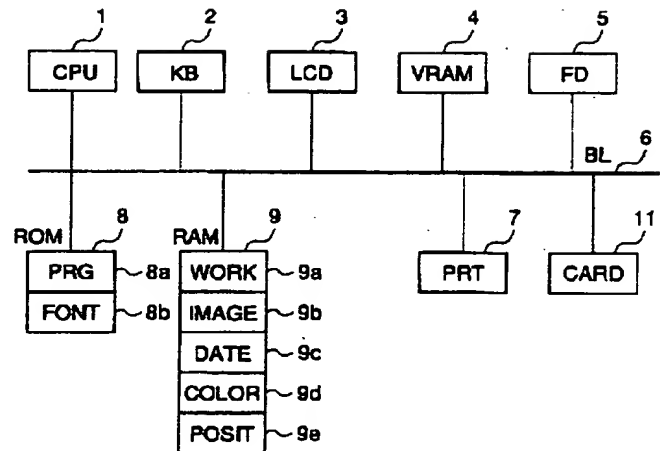 1 2 3 4 5
CPU KB LCD VRAM FD
BL 6
ROM 8 RAM 9 7 11
PRG 8a WORK 9a PRT CARD
FONT 8b IMAGE 9b
DATE 9c
COLOR 9d
POSIT 9e